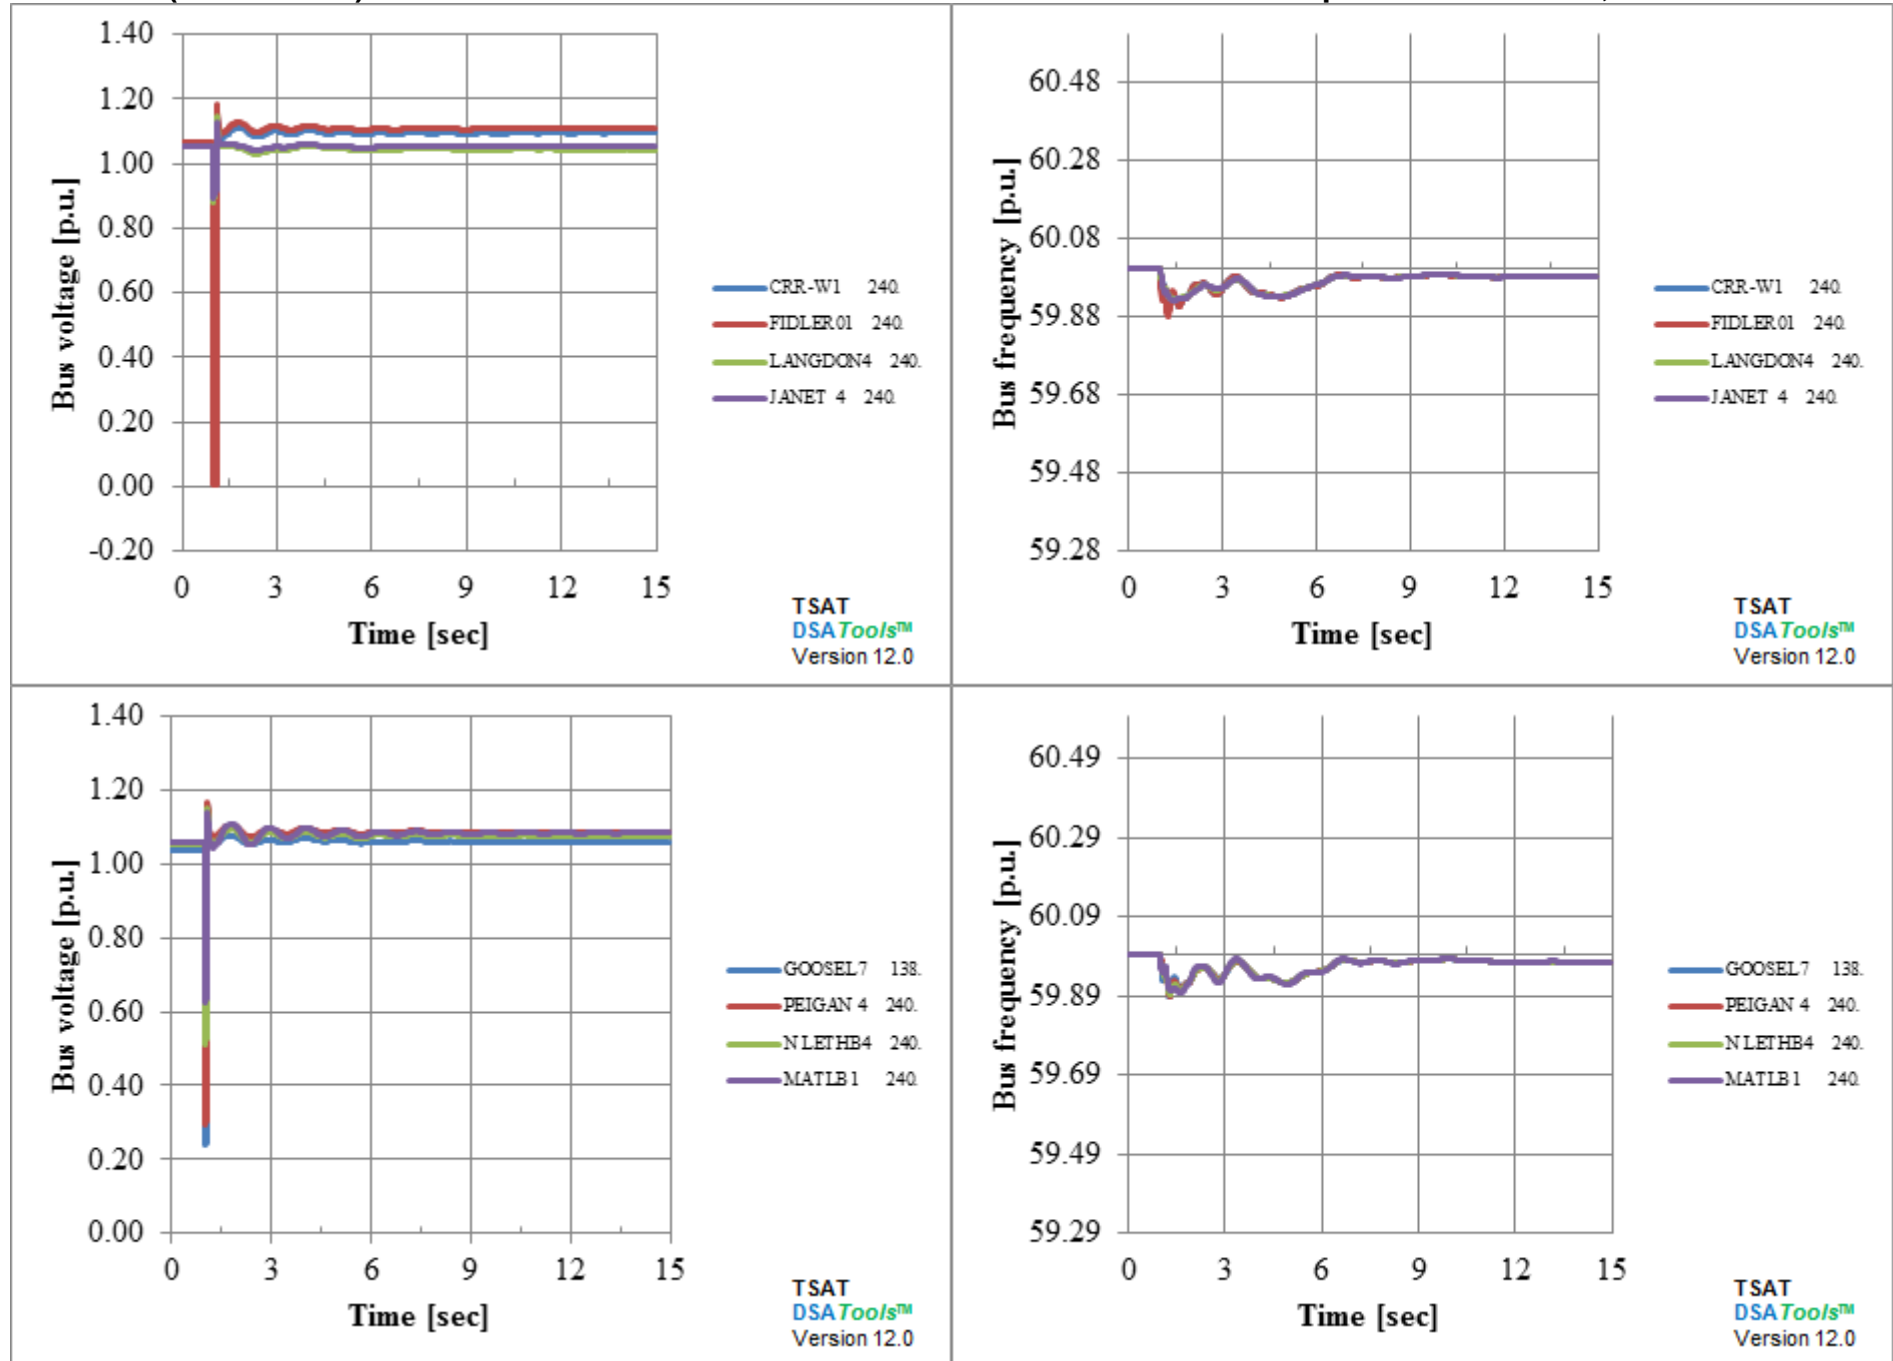 1.40
1.20
1.00
0.80
0.60
0.40
0.20
0.00
-0.20
Bus voltage [p.u.]
0 3 6 9 12 15
Time [sec]
CRR-W1 240.
FIDLER01 240.
LANGDON4 240.
JANET 4 240.
TSAT
DSATools™
Version 12.0
60.48
60.28
60.08
59.88
59.68
59.48
59.28
Bus frequency [p.u.]
0 3 6 9 12 15
Time [sec]
CRR-W1 240.
FIDLER01 240.
LANGDON4 240.
JANET 4 240.
TSAT
DSATools™
Version 12.0
1.40
1.20
1.00
0.80
0.60
0.40
0.20
0.00
Bus voltage [p.u.]
0 3 6 9 12 15
Time [sec]
GOOSEL7 138.
PEIGAN 4 240.
N LETHB4 240.
MATLB1 240.
TSAT
DSATools™
Version 12.0
60.49
60.29
60.09
59.89
59.69
59.49
59.29
Bus frequency [p.u.]
0 3 6 9 12 15
Time [sec]
GOOSEL7 138.
PEIGAN 4 240.
N LETHB4 240.
MATLB1 240.
TSAT
DSATools™
Version 12.0